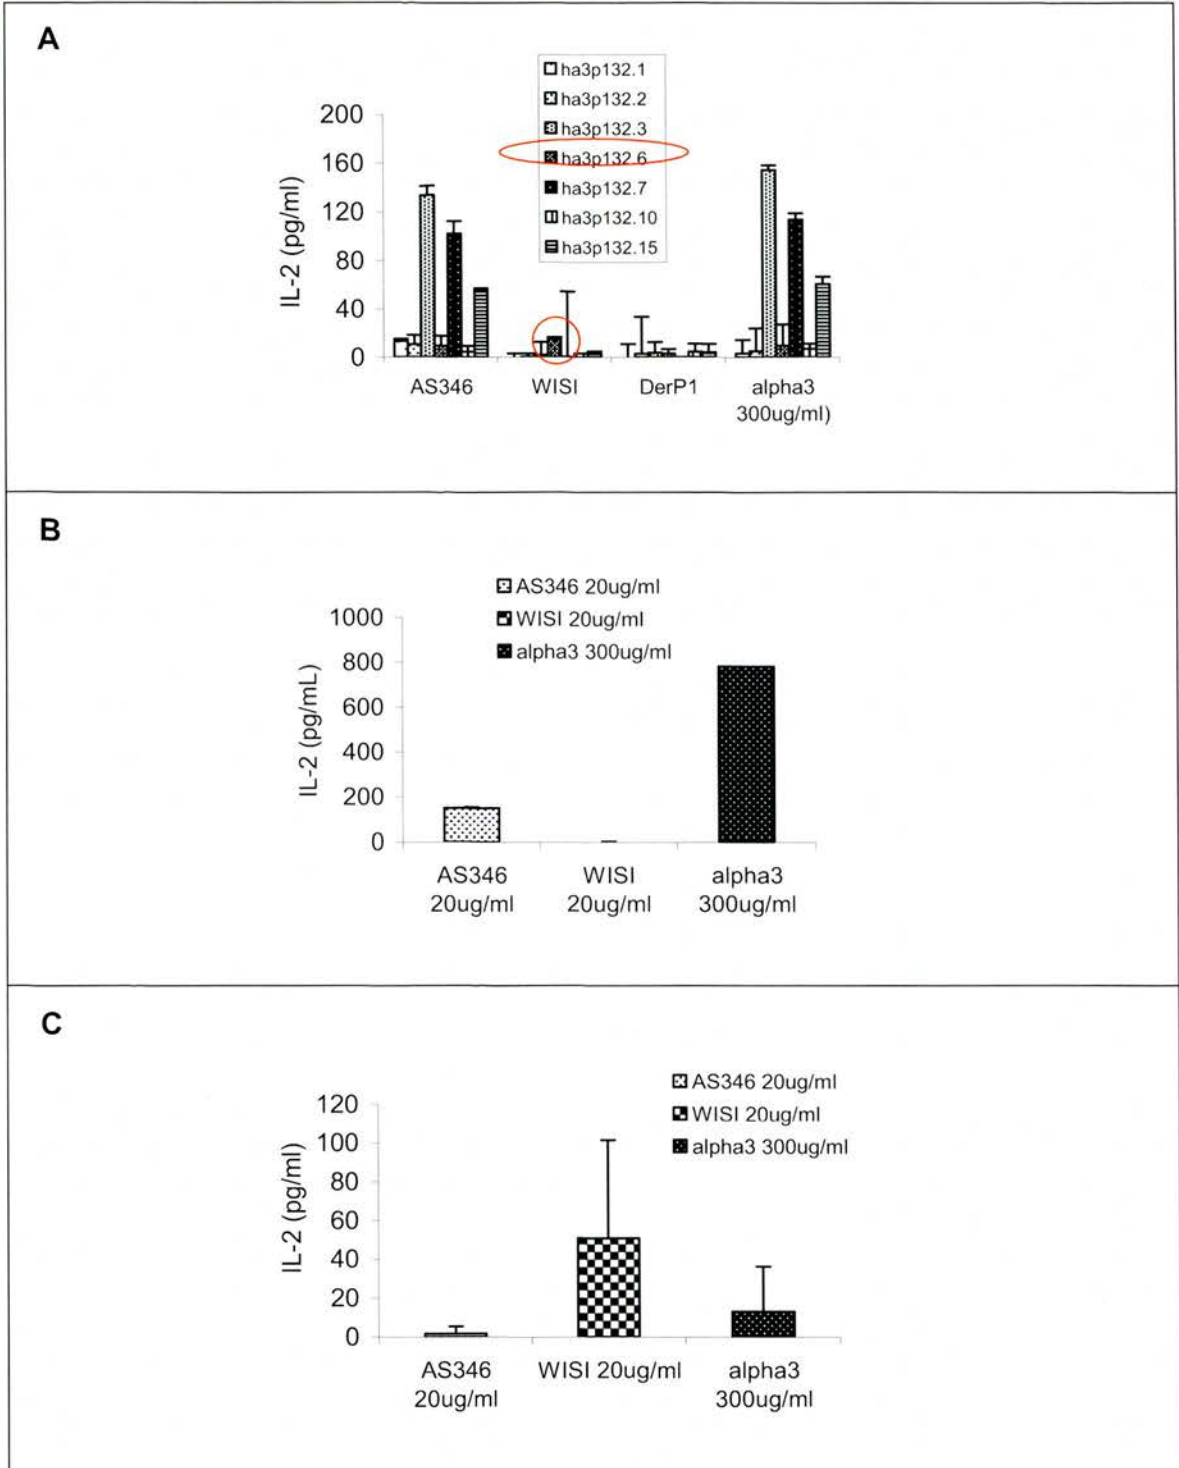 A
ha3p132.1
ha3p132.2
ha3p132.3
ha3p132.6
ha3p132.7
ha3p132.10
ha3p132.15
200
160
120
80
40
0
IL-2 (pg/ml)
AS346 WISI DerP1 alpha3
300ug/ml)
B
AS346 20ug/ml
WISI 20ug/ml
alpha3 300ug/ml
1000
800
600
400
200
0
IL-2 (pg/mL)
AS346 WISI alpha3
20ug/ml 20ug/ml 300ug/ml
C
AS346 20ug/ml
WISI 20ug/ml
alpha3 300ug/ml
120
100
80
60
40
20
0
IL-2 (pg/ml)
AS346 WISI 20ug/ml alpha3
20ug/ml 300ug/ml